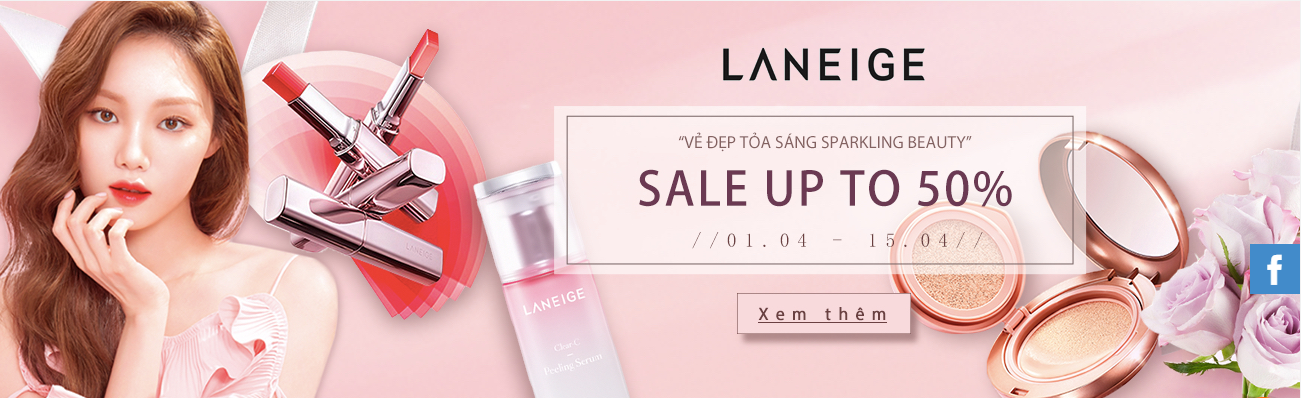 LANEIGE
“VẺ ĐẸP TỎA SÁNG SPARKLING BEAUTY”
SALE UP TO 50%
//01.04 - 15.04//
Xem thêm
LANEIGE
LANEIGE
Clear C
Peeling Serum
f